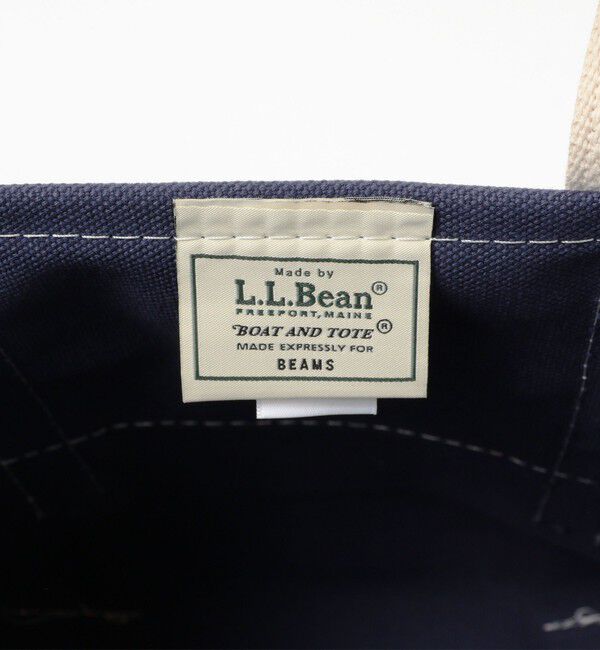 Made by
L.L.Bean®
FREEPORT, MAINE
BOAT AND TOTE®
MADE EXPRESSLY FOR
BEAMS